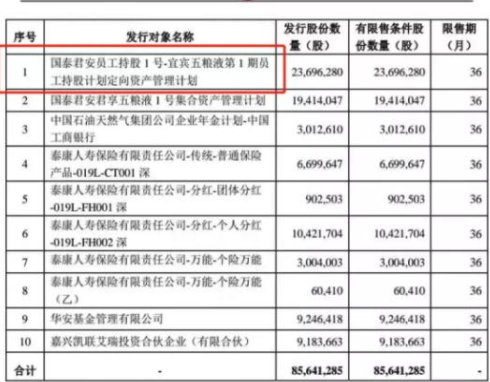 序号 发行对象名称 发行股份数量（股） 有限售条件股份数量（股） 限售期（月）
1 国泰君安员工持股1号-宜宾五粮液第1期员工持股计划定向资产管理计划 23,696,280 23,696,280 36
2 国泰君安君享五粮液1号集合资产管理计划 19,414,047 19,414,047 36
3 中国石油天然气集团公司企业年金计划-中国工商银行 3,012,610 3,012,610 36
4 泰康人寿保险有限责任公司-传统-普通保险产品-019L-CT001深 6,699,647 6,699,647 36
5 泰康人寿保险有限责任公司-分红-团体分红-019L-FH001深 902,503 902,503 36
6 泰康人寿保险有限责任公司-分红-个人分红-019L-FH002深 10,421,704 10,421,704 36
7 泰康人寿保险有限责任公司-万能-个险万能 3,004,003 3,004,003 36
8 泰康人寿保险有限责任公司-万能-个险万能（乙） 60,410 60,410 36
9 华安基金管理有限公司 9,246,418 9,246,418 36
10 嘉兴凯联艾瑞投资合伙企业（有限合伙） 9,183,663 9,183,663 36
合计 - 85,641,285 85,641,285 -